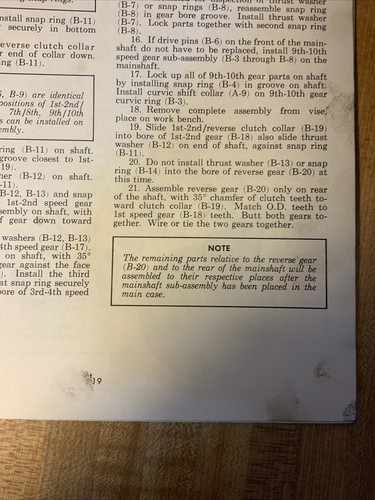 nap rings.
nstall snap ring (B-11)
securely in bottom
everse clutch collar
r end of collar down.
ng (B-11).
, B-9) are identical
positions of 1st-2nd/
7th/8th, 9th/10th
s can be installed on
embly.
ring (B-11) on shaft.
groove closest to 1st-
19).
her (B-12) on shaft.
-11).
B-12, B-13) and snap
1st-2nd speed gear
sembly on shaft, with
f gear down toward
washers (B-12, B-13)
4th speed gear (B-17).
on shaft, with 35°
gear against the face
). Install the third
at snap ring securely
bore of 3rd-4th speed
inspection of thrust washer
(B-7) or snap rings (B-8), reassemble snap ring
(B-8) in gear bore groove. Install thrust washer
(B-7). Lock parts together with second snap ring
(B-8).
16. If drive pins (B-6) on the front of the main-
shaft do not have to be replaced, install 9th-10th
speed gear sub-assembly (B-3 through B-8) on the
mainshaft.
17. Lock up all of 9th-10th gear parts on shaft
by installing snap ring (B-4) in groove on shaft.
Install curvic shift collar (A-9) on 9th-10th gear
curvic ring (B-3).
18. Remove complete assembly from vise,
place on work bench.
19. Slide 1st-2nd/reverse clutch collar (B-19)
into bore of 1st-2nd gear (B-18) also slide thrust
washer (B-12) on end of shaft, against snap ring
(B-11).
20. Do not install thrust washer (B-13) or snap
ring (B-14) into the bore of reverse gear (B-20) at
this time.
21. Assemble reverse gear (B-20) only on rear
of the shaft, with 35° chamfer of clutch teeth to-
ward clutch collar (B-19). Match O.D. teeth to
1st speed gear (B-18) teeth. Butt both gears to-
gether. Wire or tie the two gears together.
NOTE
The remaining parts relative to the reverse gear
(B-20) and to the rear of the mainshaft will be
assembled to their respective places after the
mainshaft sub-assembly has been placed in the
main case.
19